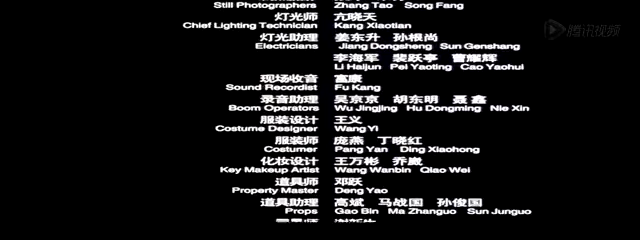 Still Photographers Zhang Tao Song Fang
灯光师 亢晓天
Chief Lighting Technician Kang Xiaotian
灯光助理 姜东升 孙根尚
Electricians Jiang Dongsheng Sun Genshang
李海军 裴跃亭 曹耀辉
Li Haijun Pei Yaoting Cao Yaohui
现场收音 富康
Sound Recordist Fu Kang
录音助理 吴京京 胡东明 聂鑫
Boom Operators Wu Jingjing Hu Dongming Nie Xin
服装设计 王义
Costume Designer Wang Yi
服装师 庞燕 丁晓红
Costumer Pang Yan Ding Xiaohong
化妆设计 王万彬 乔崴
Key Makeup Artist Wang Wanbin Qiao Wei
道具师 邓跃
Property Master Deng Yao
道具助理 高斌 马战国 孙俊国
Props Gao Bin Ma Zhanguo Sun Junguo
腾讯视频